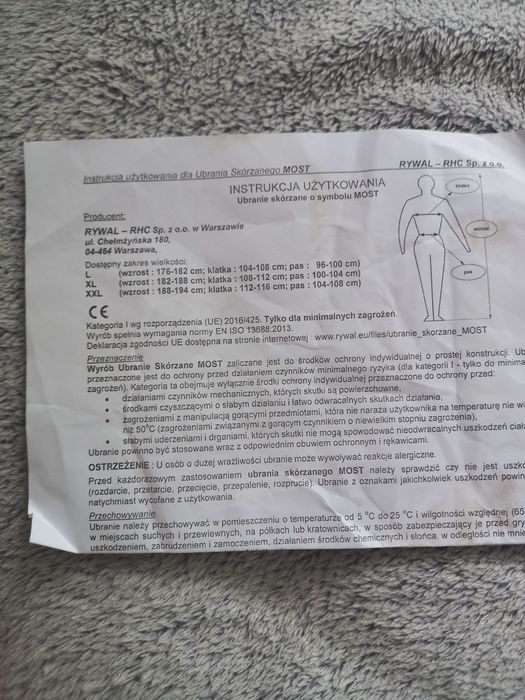 Instrukcja użytkowania dla Ubrania Skórzanego MOST
RYWAL – RHC Sp. z o.o.
INSTRUKCJA UŻYTKOWANIA
Ubranie skórzane o symbolu MOST
klatka
wzrost
pas
Producent:
RYWAL – RHC Sp. z o.o. w Warszawie
ul. Chełmżyńska 180,
04-464 Warszawa,
Dostępny zakres wielkości:
L (wzrost : 176-182 cm; klatka : 104-108 cm; pas : 96-100 cm)
XL (wzrost : 182-188 cm; klatka : 108-112 cm; pas : 100-104 cm)
XXL (wzrost : 188-194 cm; klatka : 112-116 cm; pas : 104-108 cm)
CE
Kategoria I wg rozporządzenia (UE) 2016/425. Tylko dla minimalnych zagrożeń.
Wyrób spełnia wymagania normy EN ISO 13688:2013.
Deklaracja zgodności UE dostępna na stronie internetowej : www.rywal.eu/files/ubranie_skorzane_MOST
Przeznaczenie
Wyrób Ubranie Skórzane MOST zaliczane jest do środków ochrony indywidualnej o prostej konstrukcji.
przeznaczone jest do ochrony przed działaniem czynników minimalnego ryzyka (dla kategorii I - tylko do
zagrożeń). Kategoria ta obejmuje wyłącznie środki ochrony indywidualnej przeznaczone do ochrony przed:
• działaniami czynników mechanicznych, których skutki są powierzchowne,
• środkami czyszczącymi o słabym działaniu i łatwo odwracalnych skutkach działania,
• zagrożeniami z manipulacją gorącymi przedmiotami, która nie naraża użytkownika na temperaturę nie
niż 50°C (zagrożeniami związanymi z gorącym czynnikiem o niewielkim stopniu zagrożenia),
• słabymi uderzeniami i drganiami, których skutki nie mogą spowodować nieodwracalnych uszkodzeń
Ubranie powinno być stosowane wraz z odpowiednim obuwiem ochronnym i rękawicami.
OSTRZEŻENIE : U osób o dużej wrażliwości ubranie może wywoływać reakcje alergiczne.
Przed każdorazowym zastosowaniem ubrania skórzanego MOST należy sprawdzić czy nie jest
(rozdarcie, przetarcie, przecięcie, przepalenie, rozprucie). Ubranie z oznakami jakichkolwiek uszkodzeń
natychmiast wycofane z użytkowania.
Przechowywanie
Ubranie należy przechowywać w pomieszczeniu o temperaturze od 5 °C do 25 °C i wilgotności względnej (65
w miejscach suchych i przewiewnych, na półkach lub kratownicach, w sposób zabezpieczający je przed
uszkodzeniem, zabrudzeniem i zamoczeniem, działaniem środków chemicznych i słońca, w odległości nie